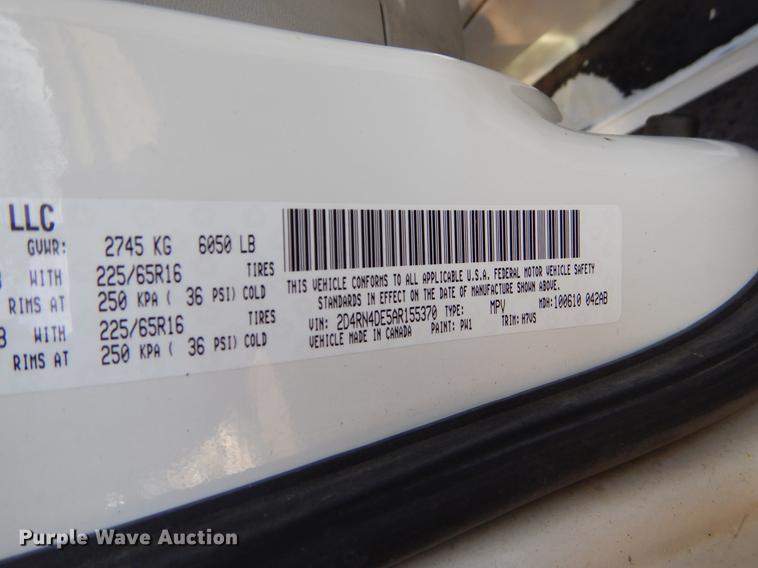 LLC
GVWR: 2745 KG 6050 LB
WITH 225/65R16 TIRES
RIMS AT 250 KPA ( 36 PSI) COLD
WITH 225/65R16 TIRES
RIMS AT 250 KPA ( 36 PSI) COLD
THIS VEHICLE CONFORMS TO ALL APPLICABLE U.S.A. FEDERAL MOTOR VEHICLE SAFETY
STANDARDS IN EFFECT ON THE DATE OF MANUFACTURE SHOWN ABOVE.
VIN: 2D4RN4DE5AR155370 TYPE: MPV MDH: 100610 042AB
VEHICLE MADE IN CANADA PAINT: PW1 TRIM: H7VS
Purple Wave Auction